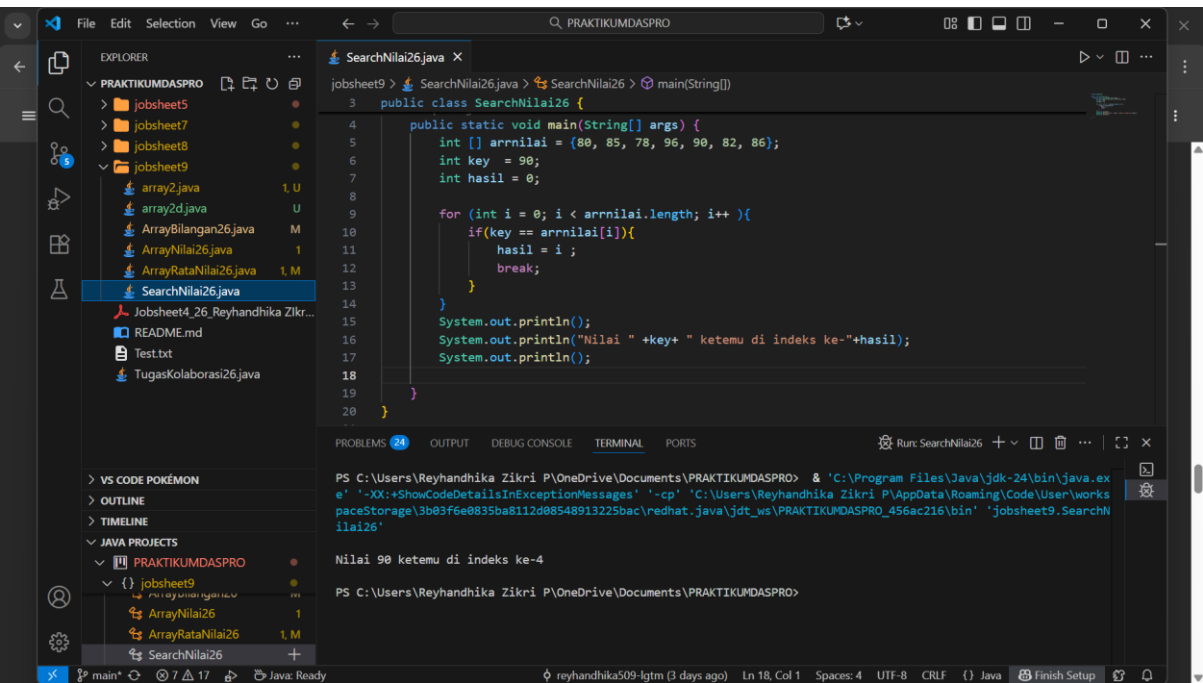 File Edit Selection View Go ···
PRAKTIKUMDASPRO
EXPLORER
PRAKTIKUMDASPRO
jobsheet5
jobsheet7
jobsheet8
jobsheet9
array2.java 1, U
array2d.java U
ArrayBilangan26.java M
ArrayNilai26.java 1
ArrayRataNilai26.java 1, M
SearchNilai26.java
Jobsheet4_26_Reyhandhika ZIkr...
README.md
Test.txt
TugasKolaborasi26.java
VS CODE POKÉMON
OUTLINE
TIMELINE
JAVA PROJECTS
PRAKTIKUMDASPRO
{} jobsheet9
ArrayBilangan26 M
ArrayNilai26 1
ArrayRataNilai26 1, M
SearchNilai26
5
SearchNilai26.java
jobsheet9 > SearchNilai26.java > SearchNilai26 > main(String[])
3 public class SearchNilai26 {
4 public static void main(String[] args) {
5 int [] arrnilai = {80, 85, 78, 96, 90, 82, 86};
6 int key  = 90;
7 int hasil = 0;
8
9 for (int i = 0; i < arrnilai.length; i++ ){
10 if(key == arrnilai[i]){
11 hasil = i ;
12 break;
13 }
14 }
15 System.out.println();
16 System.out.println("Nilai " +key+ " ketemu di indeks ke-"+hasil);
17 System.out.println();
18
19 }
20 }
PROBLEMS 24 OUTPUT DEBUG CONSOLE TERMINAL PORTS Run: SearchNilai26
PS C:\Users\Reyhandhika Zikri P\OneDrive\Documents\PRAKTIKUMDASPRO> & 'C:\Program Files\Java\jdk-24\bin\java.ex
e' '-XX:+ShowCodeDetailsInExceptionMessages' '-cp' 'C:\Users\Reyhandhika Zikri P\AppData\Roaming\Code\User\works
paceStorage\3b03f6e0835ba8112d08548913225bac\redhat.java\jdt_ws\PRAKTIKUMDASPRO_456ac216\bin' 'jobsheet9.SearchN
ilai26'
Nilai 90 ketemu di indeks ke-4
PS C:\Users\Reyhandhika Zikri P\OneDrive\Documents\PRAKTIKUMDASPRO>
main* 7 17 Java: Ready reyhandhika509-lgtm (3 days ago) Ln 18, Col 1 Spaces: 4 UTF-8 CRLF {} Java Finish Setup